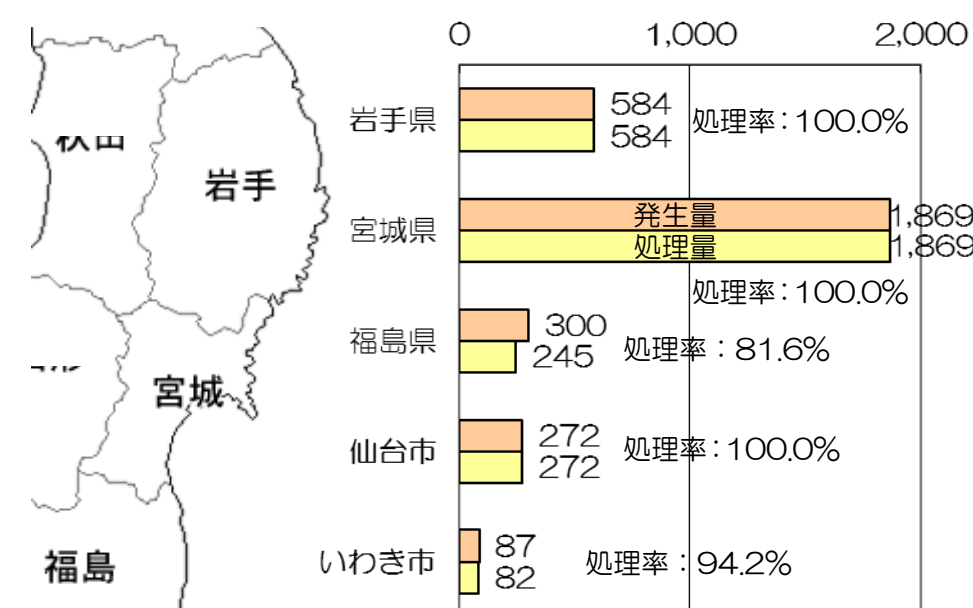 0 1,000 2,000
岩手県 584 処理率：100.0%
584
宮城県 発生量 1,869
処理量 1,869
処理率：100.0%
福島県 300
245 処理率：81.6%
仙台市 272 処理率：100.0%
272
いわき市 87 処理率：94.2%
82
岩手
宮城
福島